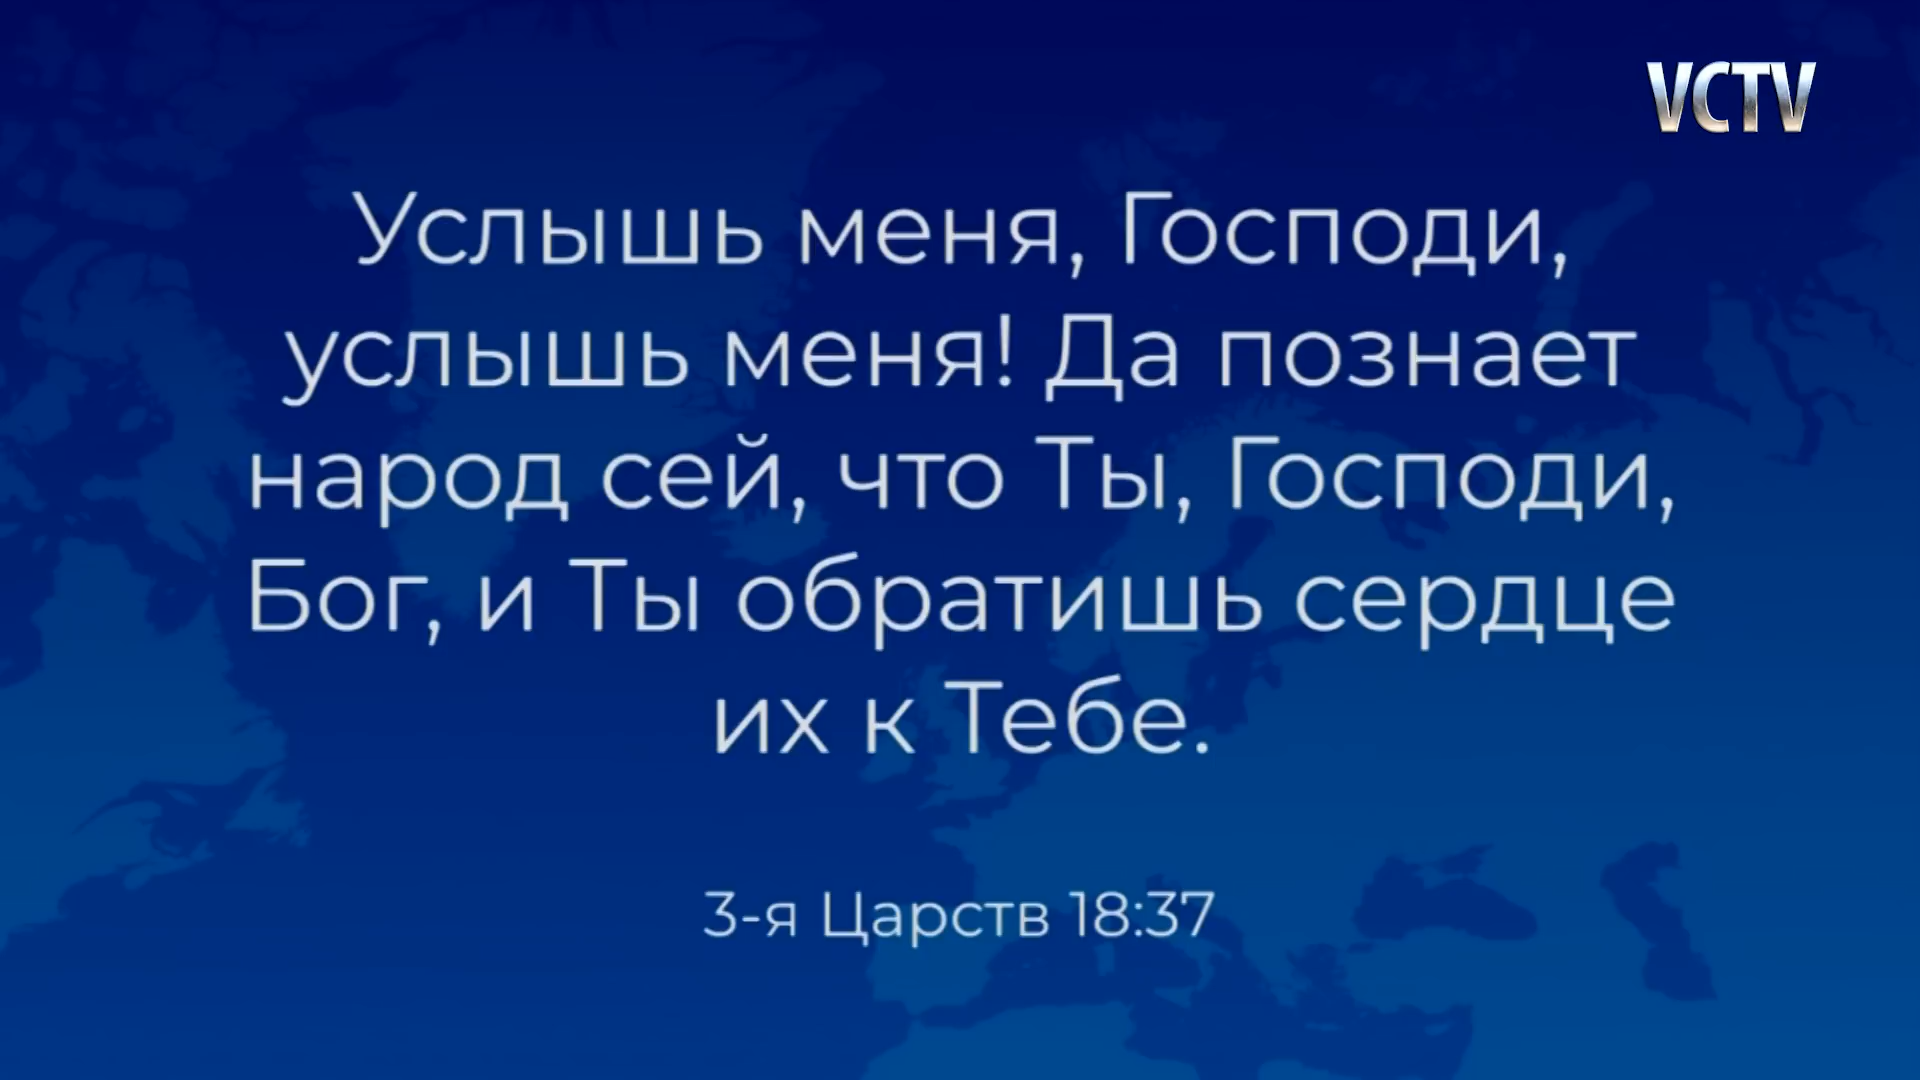 VCTV
Услышь меня, Господи,
услышь меня! Да познает
народ сей, что Ты, Господи,
Бог, и Ты обратишь сердце
их к Тебе.
3-я Царств 18:37